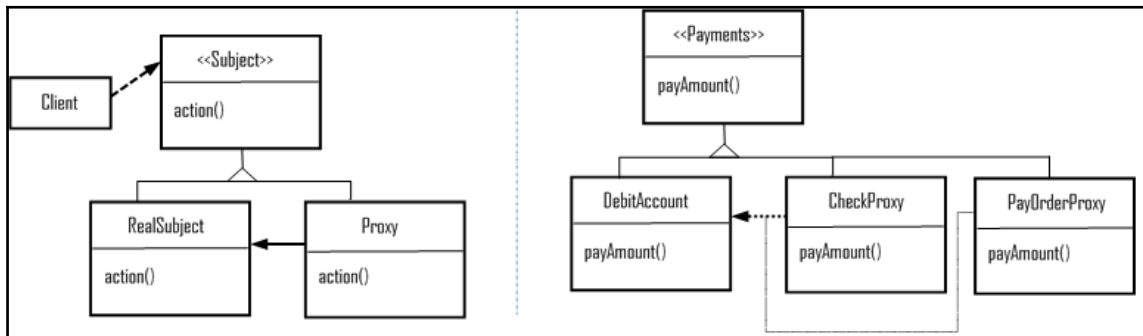 <<Subject>>
action()
Client
RealSubject
action()
Proxy
action()
<<Payments>>
payAmount()
DebitAccount
payAmount()
CheckProxy
payAmount()
PayOrderProxy
payAmount()